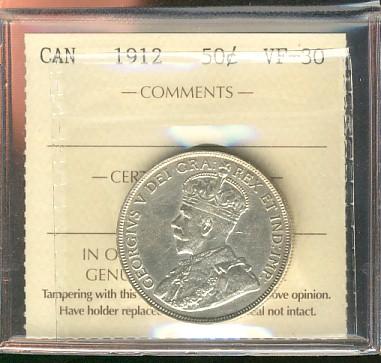 CAN 1912 50¢ VF-30
— COMMENTS —
— CER
GEORGIVS V DEI GRA: REX ET IND: IMP:
IN O
GENU
Tampering with this ove opinion.
Have holder replace al not intact.